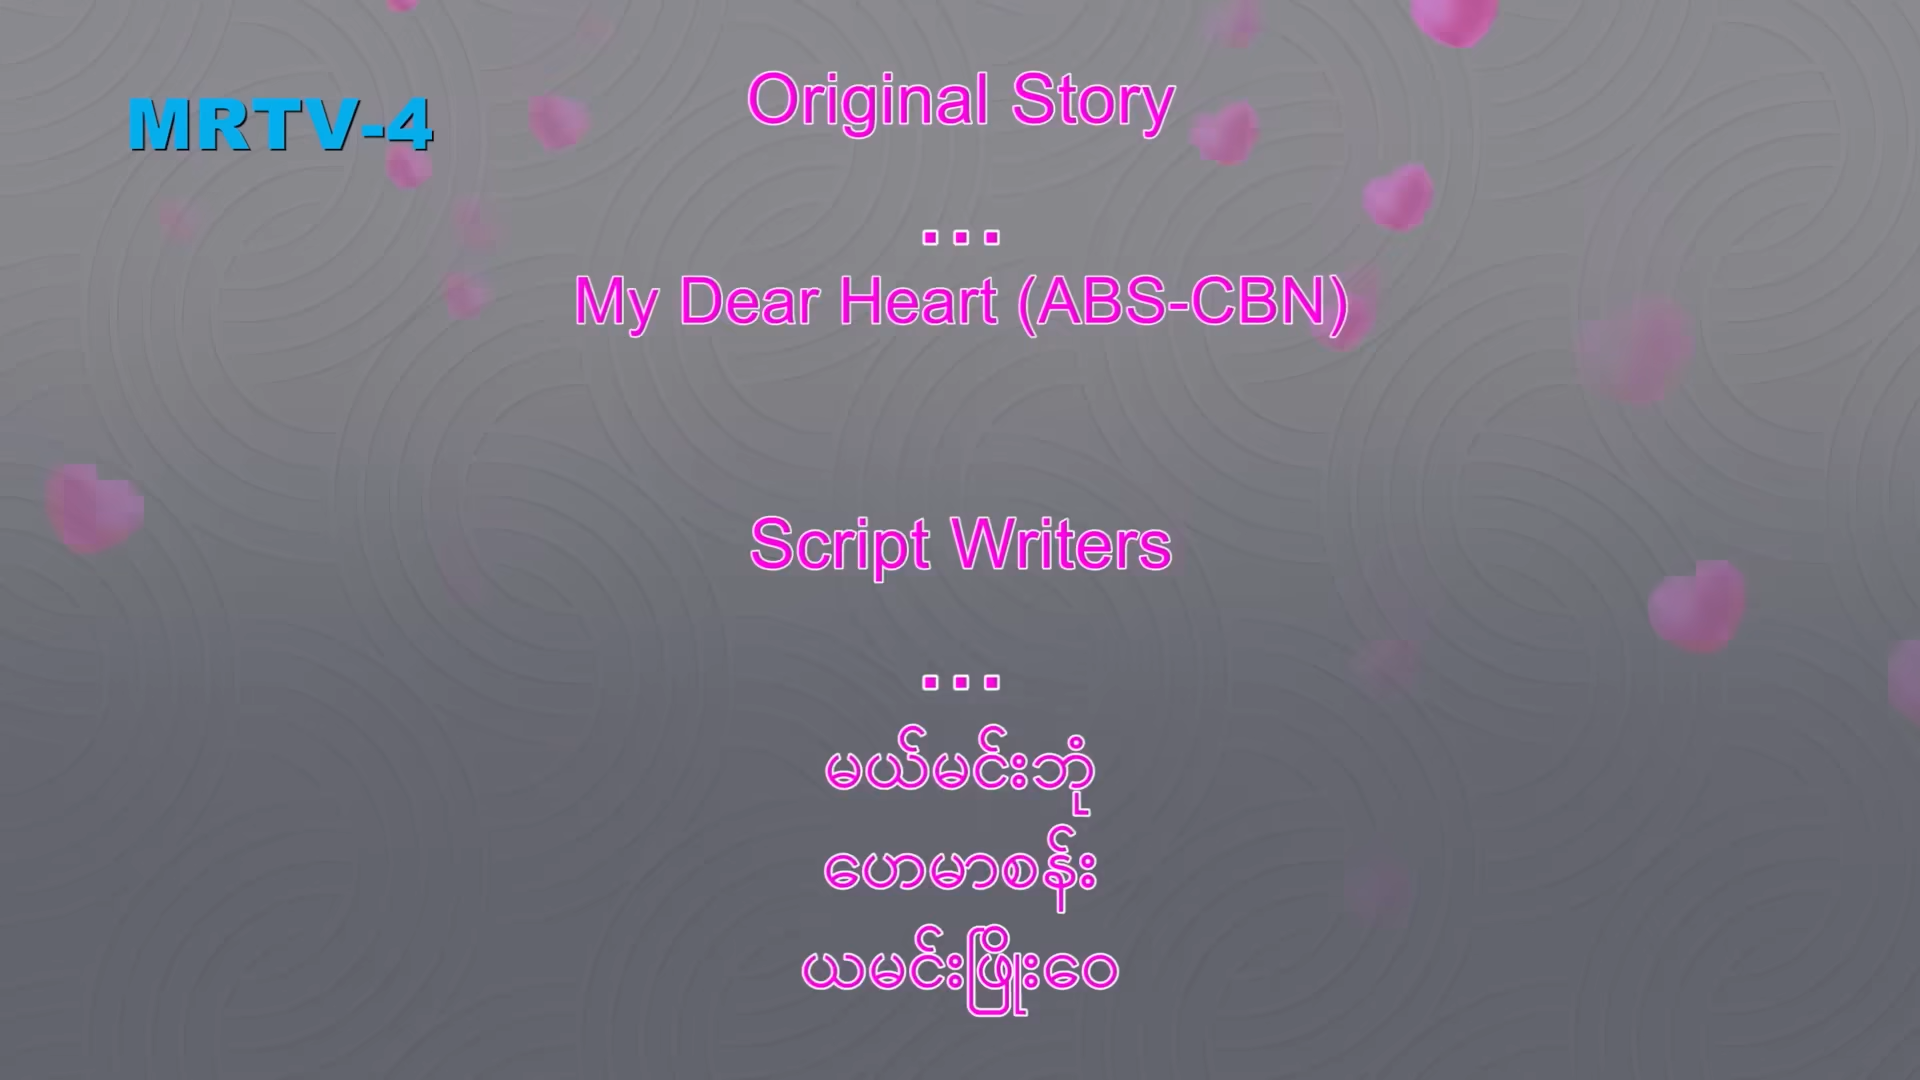 MRTV-4
Original Story
...
My Dear Heart (ABS-CBN)
Script Writers
...
မယ်မင်းဘုံ
ဟေမာစန်း
ယမင်းဖြိုးဝေ